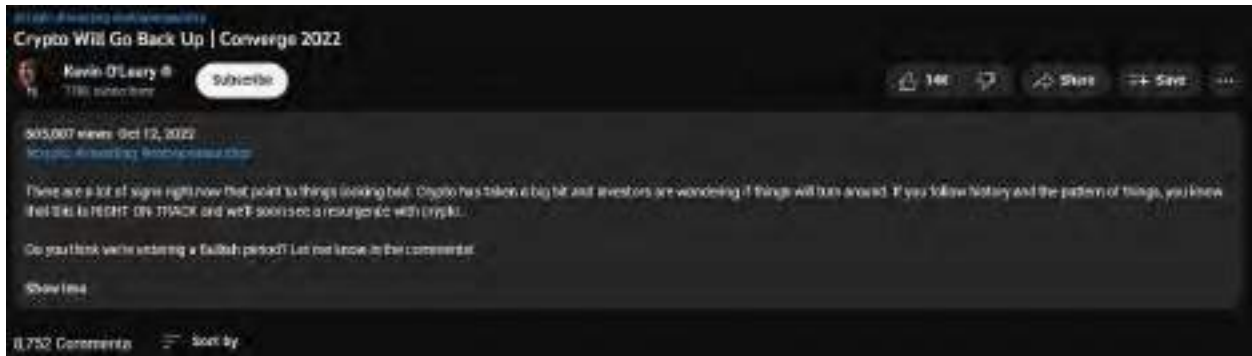 Crypto Will Go Back Up | Converge 2022
Kevin O'Leary
Subscribe
14K
Share
Save
views Oct 12, 2022
#crypto #investing #entrepreneurship
There are a lot of signs right now that point to things looking bad. Crypto has taken a big hit and investors are wondering if things will turn around. If you follow history and the pattern of things, you know
that this is RIGHT ON TRACK and we'll soon see a resurgence with crypto.
Do you think we're entering a Bullish period? Let me know in the comments!
Show less
8,752 Comments
Sort by